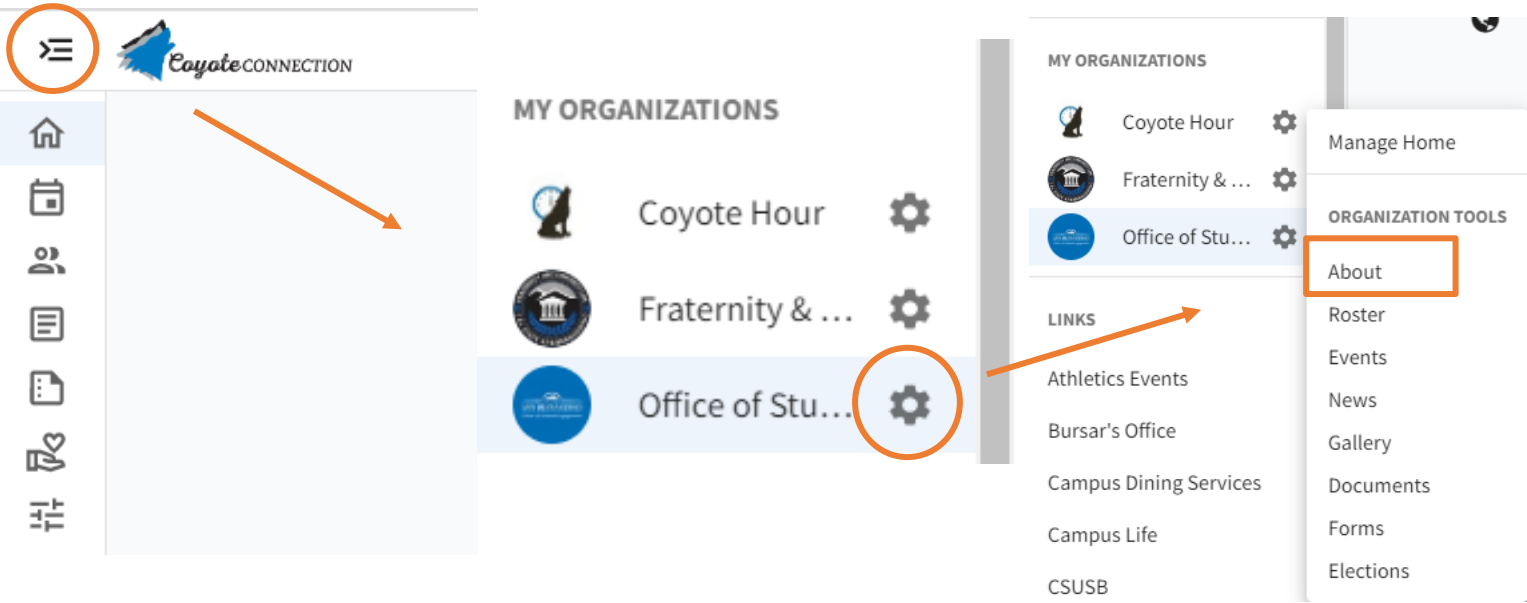 Coyote CONNECTION
MY ORGANIZATIONS
Coyote Hour
Fraternity & ...
Office of Stu...
MY ORGANIZATIONS
Coyote Hour
Fraternity & ...
Office of Stu...
LINKS
Athletics Events
Bursar's Office
Campus Dining Services
Campus Life
CSUSB
Manage Home
ORGANIZATION TOOLS
About
Roster
Events
News
Gallery
Documents
Forms
Elections